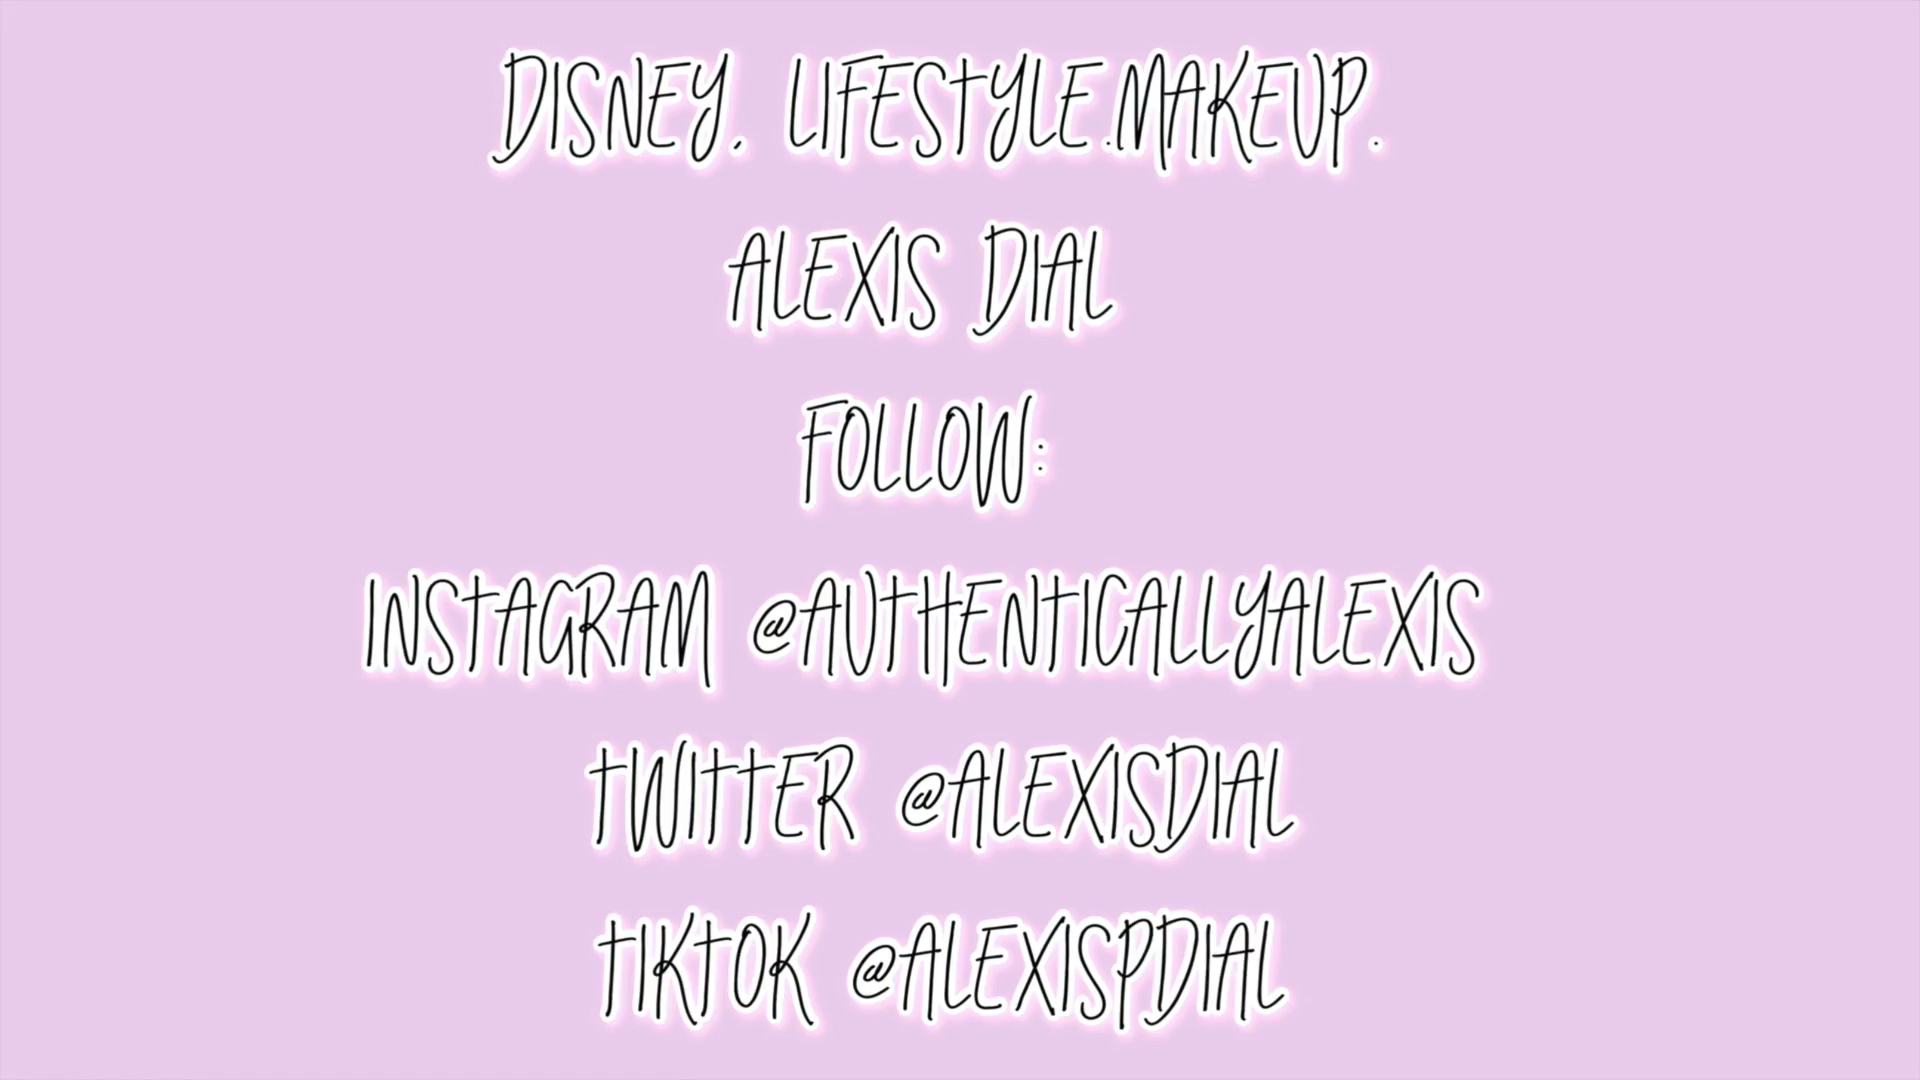 DISNEY. LIFESTYLE.MAKEUP.
ALEXIS DIAL
FOLLOW:
INSTAGRAM @AUTHENTICALLYALEXIS
TWITTER @ALEXISDIAL
TIKTOK @ALEXISPDIAL